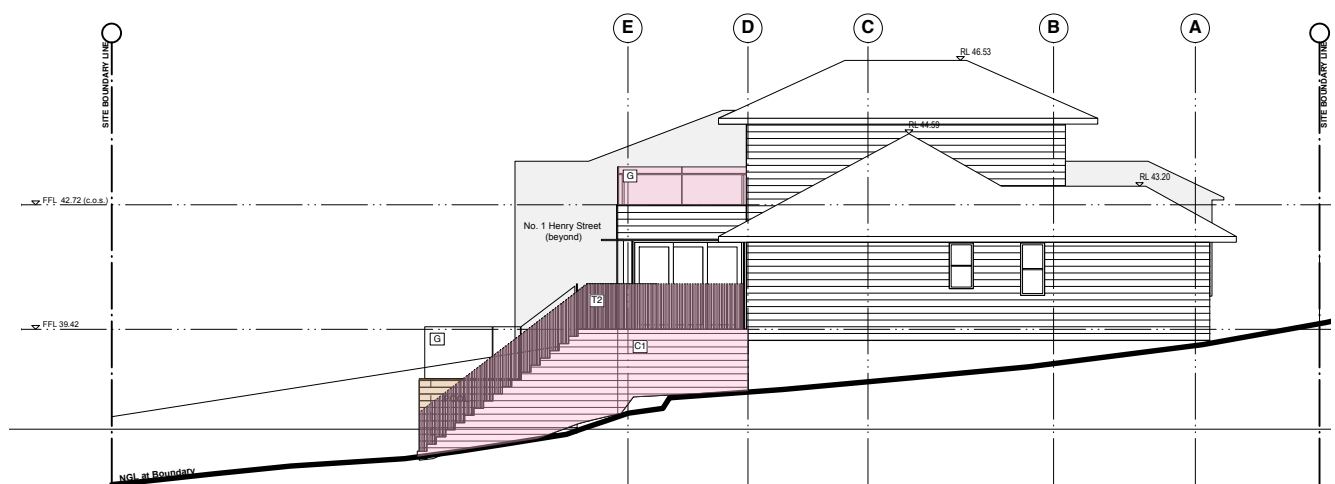 E
D
C
B
A
SITE BOUNDARY LINE
SITE BOUNDARY LINE
RL 46.53
RL 44.59
RL 43.20
G
FFL 42.72 (c.o.s.)
No. 1 Henry Street
(beyond)
T2
FFL 39.42
G
C1
NGL at Boundary